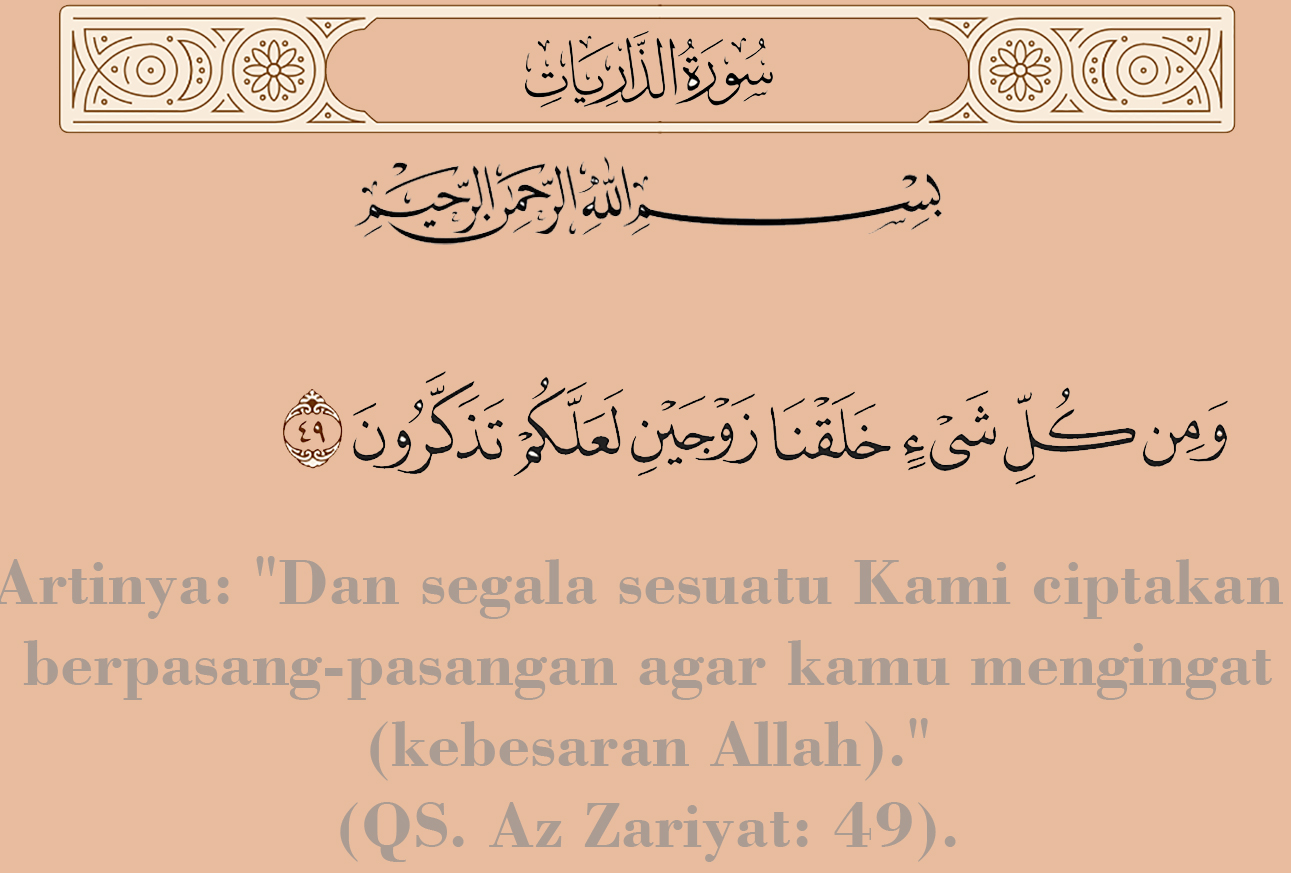 سُورَةُ الذَّارِيَاتِ
بِسْمِ اللَّهِ الرَّحْمَٰنِ الرَّحِيمِ
وَمِن كُلِّ شَىْءٍ خَلَقْنَا زَوْجَيْنِ لَعَلَّكُمْ تَذَكَّرُونَ ٤٩
Artinya: "Dan segala sesuatu Kami ciptakan
berpasang-pasangan agar kamu mengingat
(kebesaran Allah)."
(QS. Az Zariyat: 49).